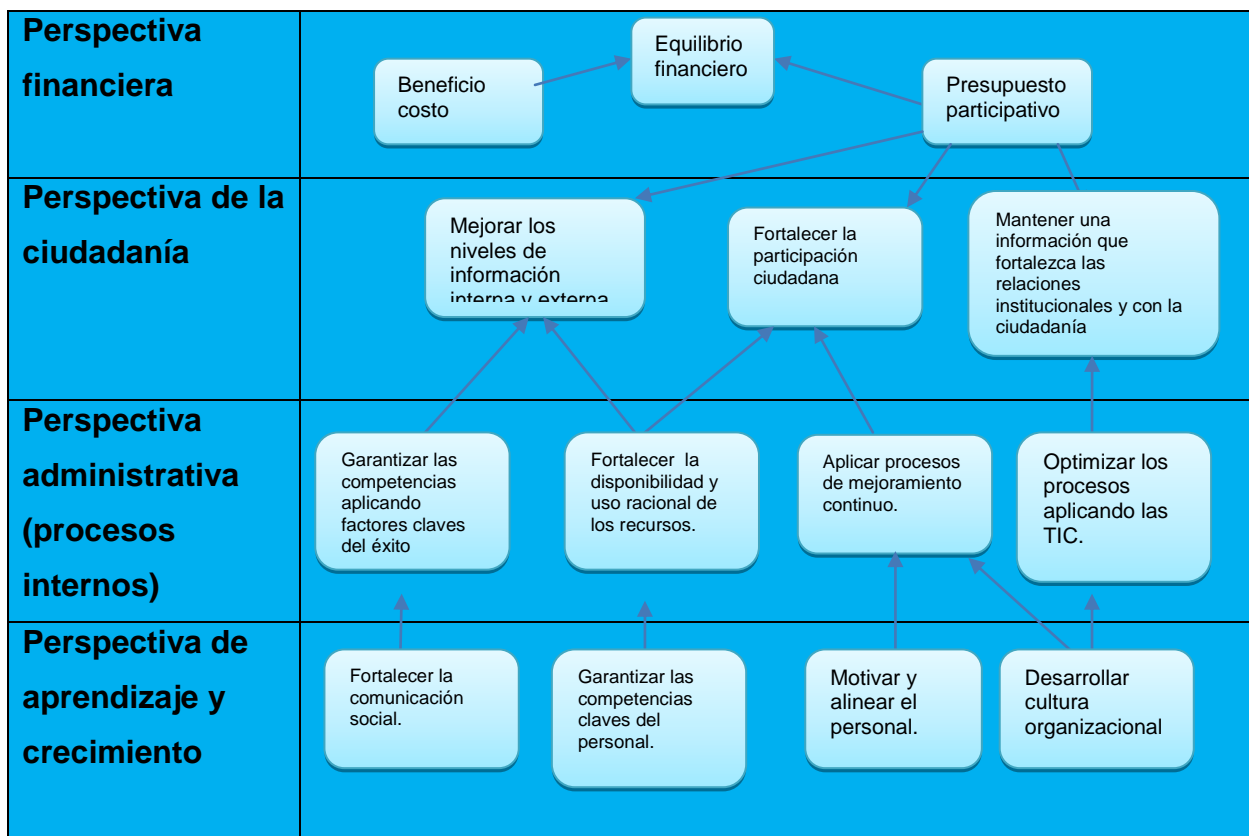 Perspectiva
financiera
Beneficio
costo
Equilibrio
financiero
Presupuesto
participativo
Perspectiva de la
ciudadanía
Mejorar los
niveles de
información
interna y externa
Fortalecer la
participación
ciudadana
Mantener una
información que
fortalezca las
relaciones
institucionales y con la
ciudadanía
Perspectiva
administrativa
(procesos
internos)
Garantizar las
competencias
aplicando
factores claves
del éxito
Fortalecer  la
disponibilidad y
uso racional de
los recursos.
Aplicar procesos
de mejoramiento
continuo.
Optimizar los
procesos
aplicando las
TIC.
Perspectiva de
aprendizaje y
crecimiento
Fortalecer la
comunicación
social.
Garantizar las
competencias
claves del
personal.
Motivar y
alinear el
personal.
Desarrollar
cultura
organizacional